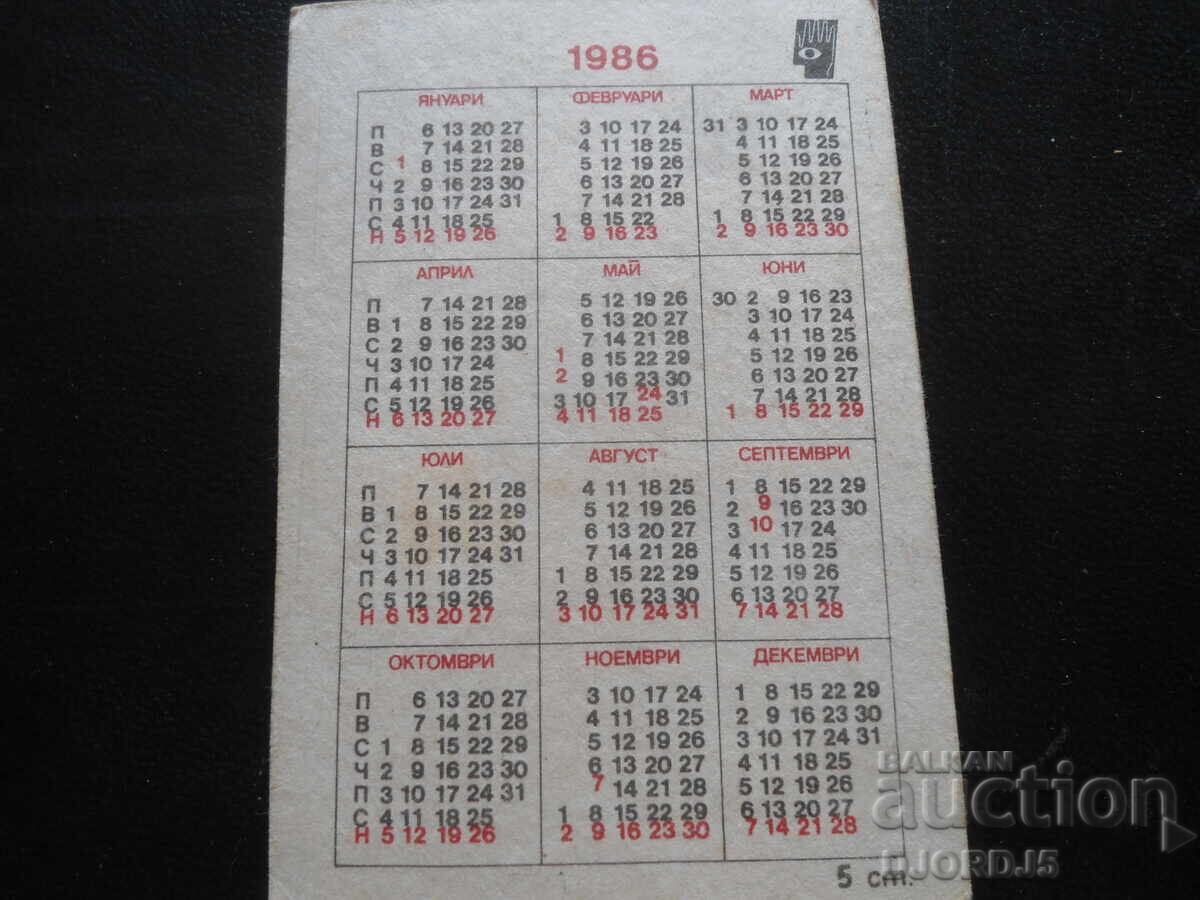 1986
ЯНУАРИ ФЕВРУАРИ МАРТ
П 6 13 20 27 3 10 17 24 31 3 10 17 24
В 7 14 21 28 4 11 18 25 4 11 18 25
С 1 8 15 22 29 5 12 19 26 5 12 19 26
Ч 2 9 16 23 30 6 13 20 27 6 13 20 27
П 3 10 17 24 31 7 14 21 28 7 14 21 28
С 4 11 18 25 1 8 15 22 1 8 15 22 29
Н 5 12 19 26 2 9 16 23 2 9 16 23 30
АПРИЛ МАЙ ЮНИ
П 7 14 21 28 5 12 19 26 30 2 9 16 23
В 1 8 15 22 29 6 13 20 27 3 10 17 24
С 2 9 16 23 30 7 14 21 28 4 11 18 25
Ч 3 10 17 24 1 8 15 22 29 5 12 19 26
П 4 11 18 25 2 9 16 23 30 6 13 20 27
С 5 12 19 26 3 10 17 24 31 7 14 21 28
Н 6 13 20 27 4 11 18 25 1 8 15 22 29
ЮЛИ АВГУСТ СЕПТЕМВРИ
П 7 14 21 28 4 11 18 25 1 8 15 22 29
В 1 8 15 22 29 5 12 19 26 2 9 16 23 30
С 2 9 16 23 30 6 13 20 27 3 10 17 24
Ч 3 10 17 24 31 7 14 21 28 4 11 18 25
П 4 11 18 25 1 8 15 22 29 5 12 19 26
С 5 12 19 26 2 9 16 23 30 6 13 20 27
Н 6 13 20 27 3 10 17 24 31 7 14 21 28
ОКТОМВРИ НОЕМВРИ ДЕКЕМВРИ
П 6 13 20 27 3 10 17 24 1 8 15 22 29
В 7 14 21 28 4 11 18 25 2 9 16 23 30
С 1 8 15 22 29 5 12 19 26 3 10 17 24 31
Ч 2 9 16 23 30 6 13 20 27 4 11 18 25
П 3 10 17 24 31 7 14 21 28 5 12 19 26
С 4 11 18 25 1 8 15 22 29 6 13 20 27
Н 5 12 19 26 2 9 16 23 30 7 14 21 28
5 ст.
BALKAN
auction
nJORDJ5